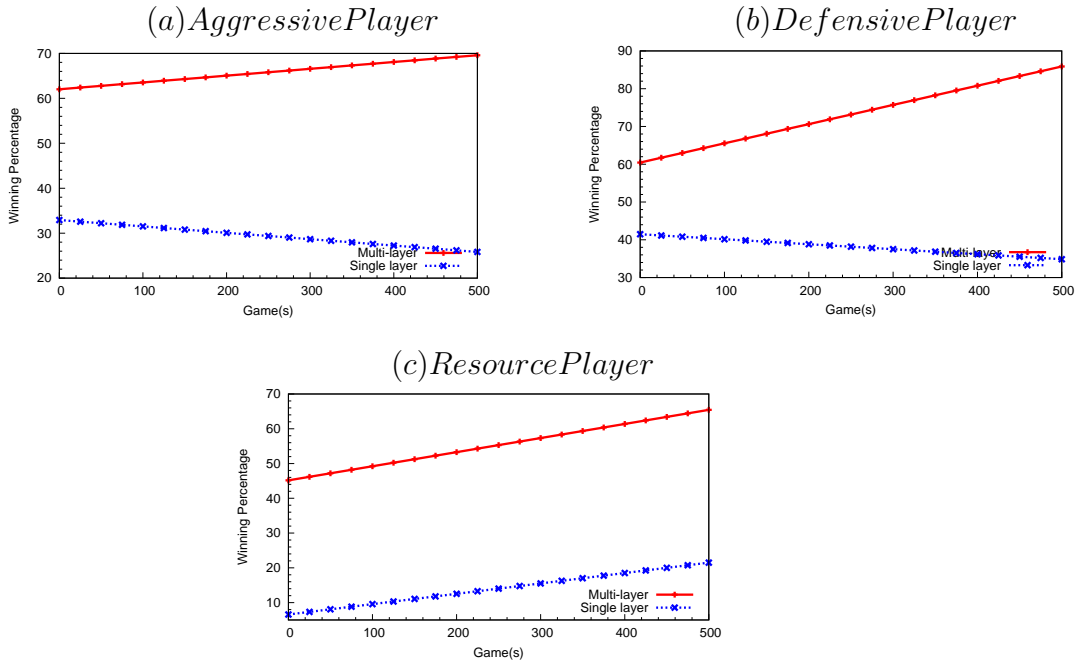 (a)AggressivePlayer
70
60
50
40
30
20
Winning Percentage
0 100 200 300 400 500
Game(s)
Multi-layer
Single layer
(b)DefensivePlayer
90
80
70
60
50
40
30
Winning Percentage
0 100 200 300 400 500
Game(s)
Multi-layer
Single layer
(c)ResourcePlayer
70
60
50
40
30
20
10
Winning Percentage
0 100 200 300 400 500
Game(s)
Multi-layer
Single layer